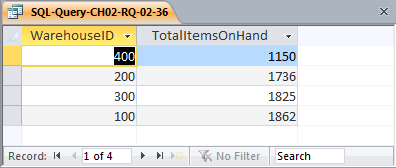 SQL-Query-CH02-RQ-02-36
WarehouseID TotalItemsOnHand
400 1150
200 1736
300 1825
100 1862
Record: 1 of 4 No Filter Search